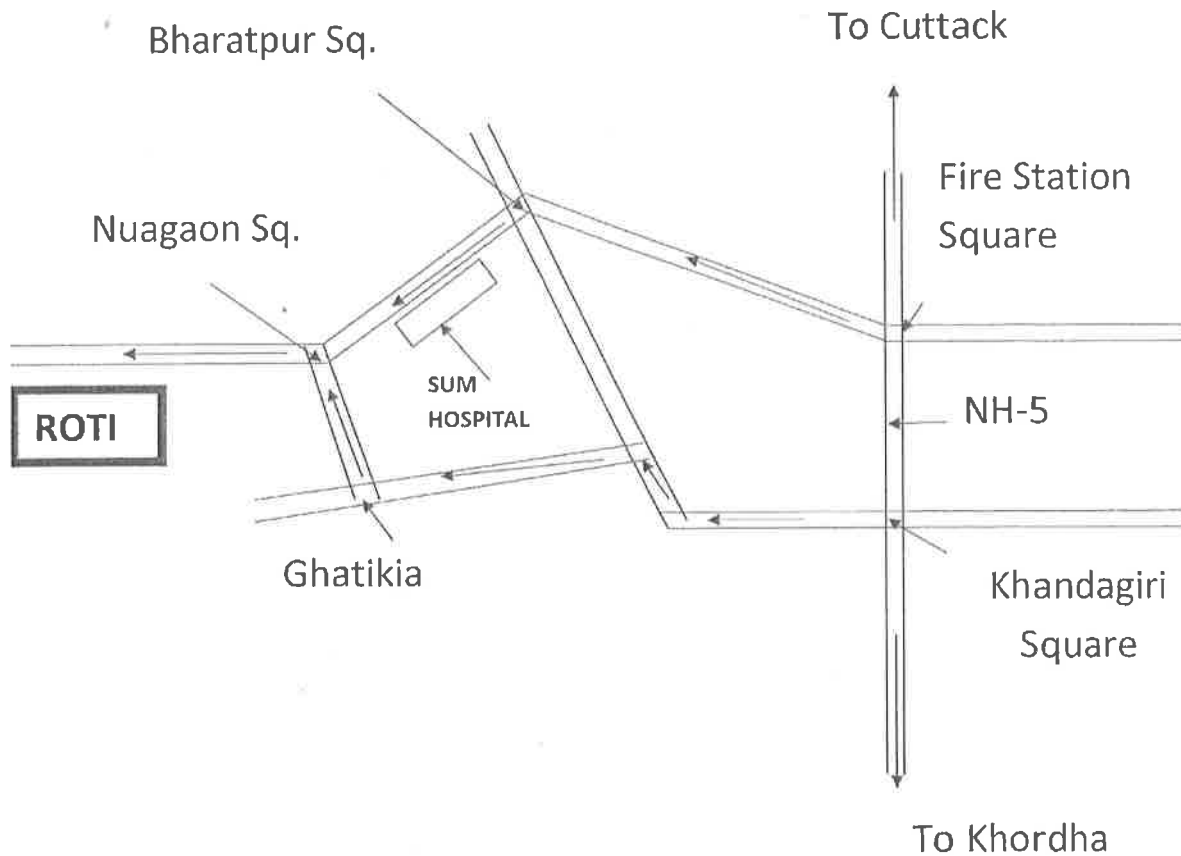 To Cuttack
Bharatpur Sq.
Fire Station
Square
Nuagaon Sq.
SUM
HOSPITAL
NH-5
ROTI
Ghatikia
Khandagiri
Square
To Khordha